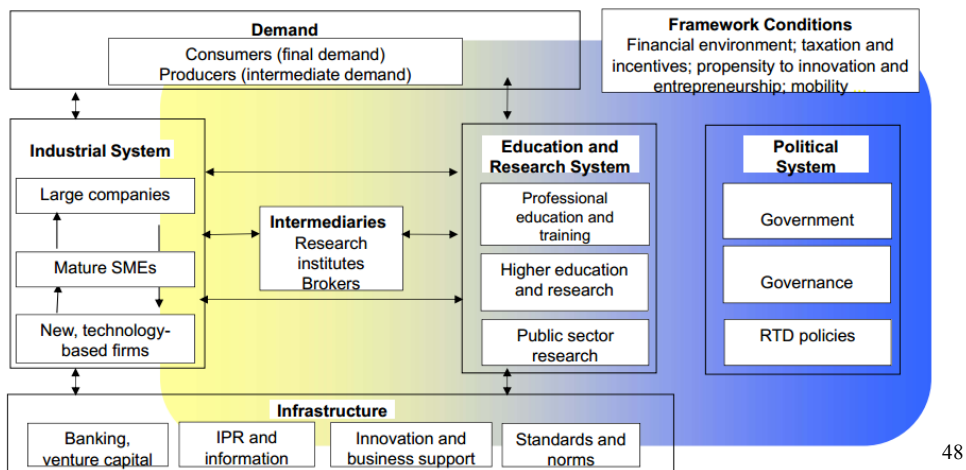 Demand
Consumers (final demand)
Producers (intermediate demand)
Framework Conditions
Financial environment; taxation and
incentives; propensity to innovation and
entrepreneurship; mobility ...
Industrial System
Large companies
Mature SMEs
New, technology-
based firms
Intermediaries
Research
institutes
Brokers
Education and
Research System
Professional
education and
training
Higher education
and research
Public sector
research
Political
System
Government
Governance
RTD policies
Infrastructure
Banking,
venture capital
IPR and
information
Innovation and
business support
Standards and
norms
48